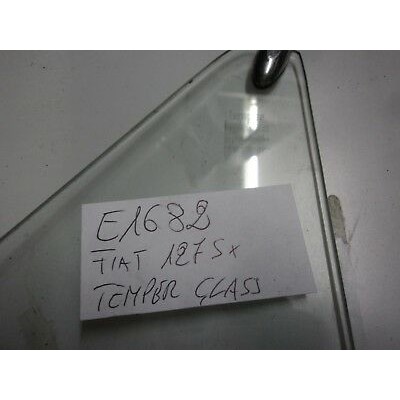 E1682
FIAT 127 Sx
TEMPER GLASS